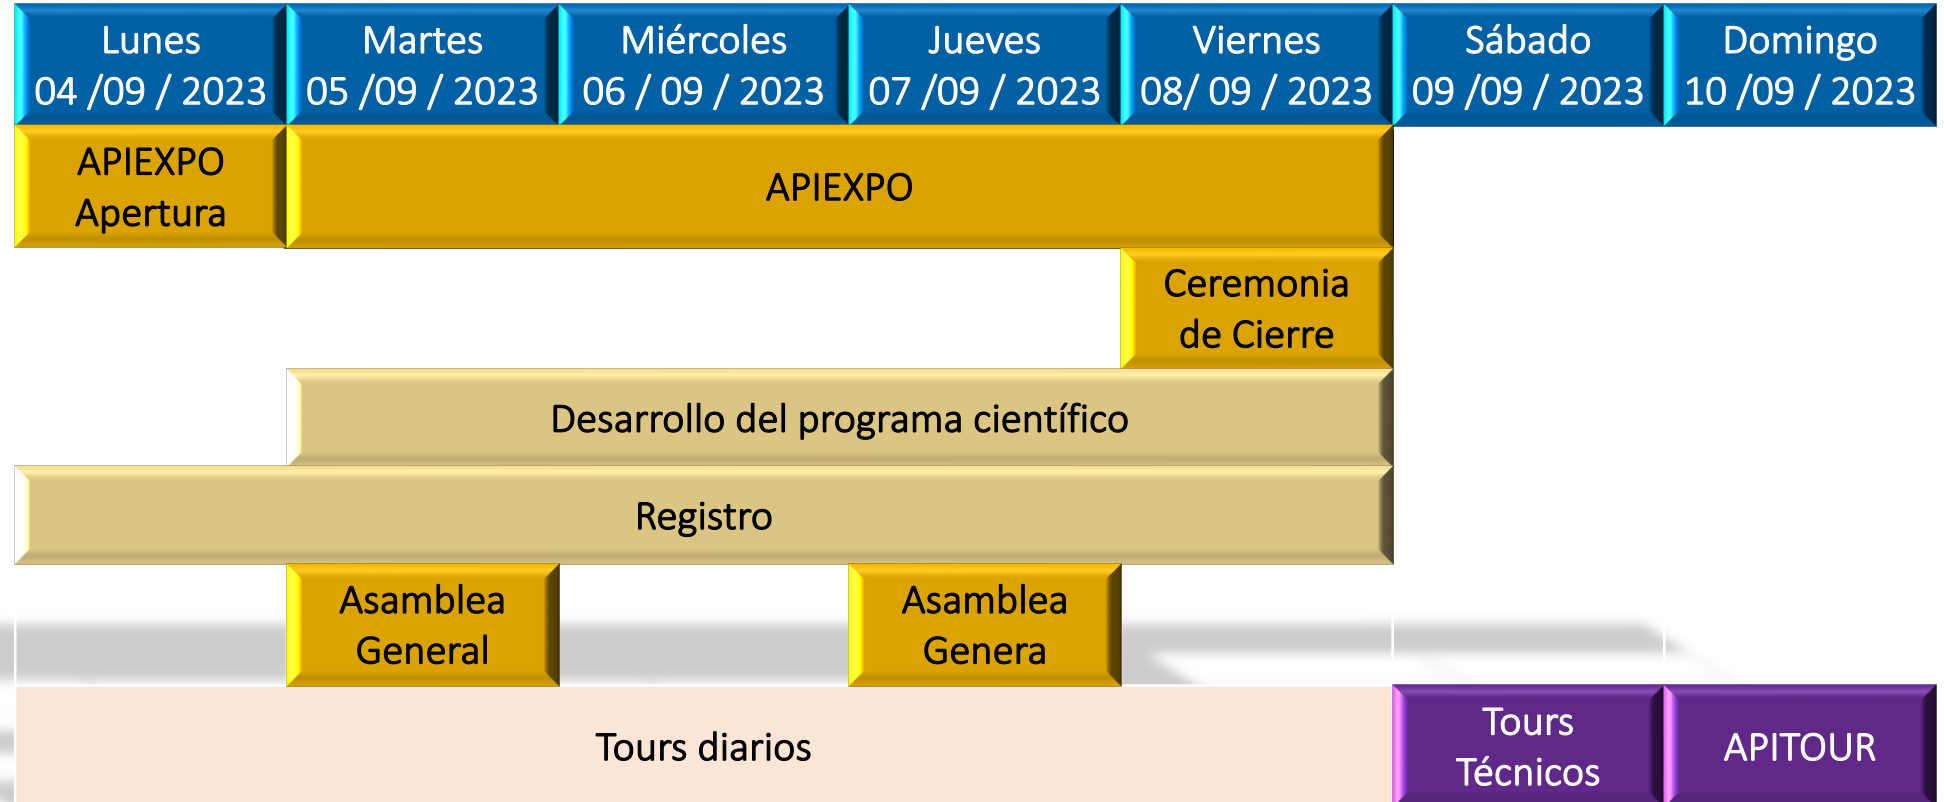 Lunes
04 /09 / 2023
Martes
05 /09 / 2023
Miércoles
06 / 09 / 2023
Jueves
07 /09 / 2023
Viernes
08/ 09 / 2023
Sábado
09 /09 / 2023
Domingo
10 /09 / 2023
APIEXPO
Apertura
APIEXPO
Ceremonia
de Cierre
Desarrollo del programa científico
Registro
Asamblea
General
Asamblea
Genera
Tours diarios
Tours
Técnicos
APITOUR